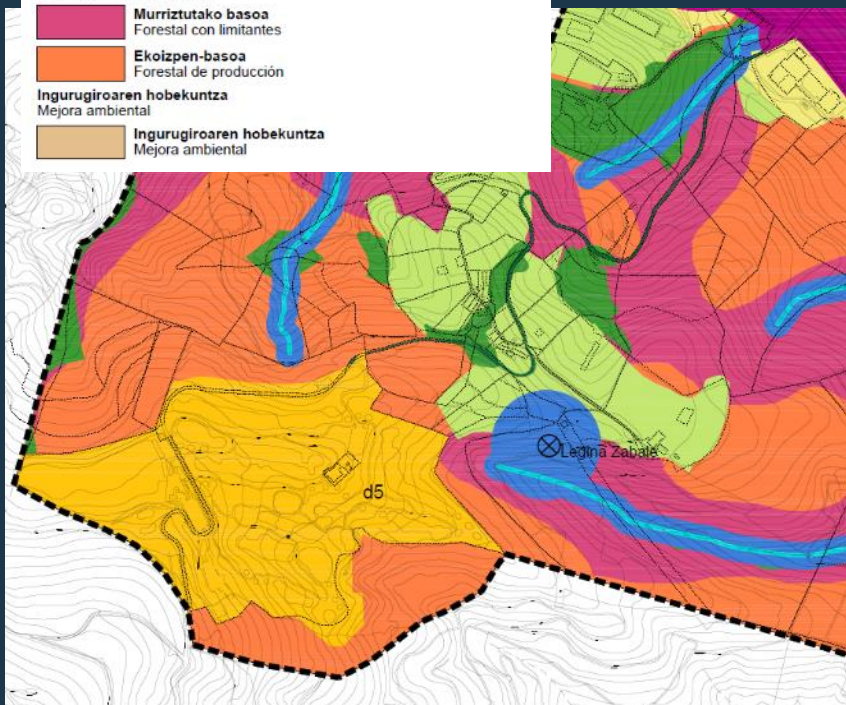 Murriztutako basoa
Forestal con limitantes
Ekoizpen-basoa
Forestal de producción
Ingurugiroaren hobekuntza
Mejora ambiental
Ingurugiroaren hobekuntza
Mejora ambiental
Legina Zabale
d5